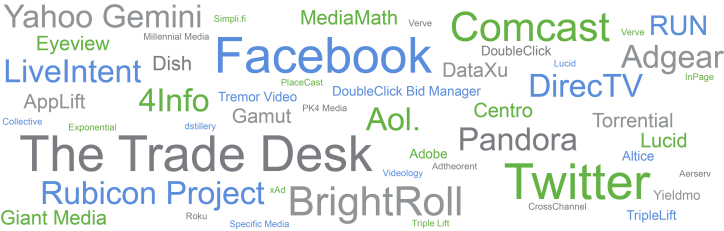 Yahoo Gemini
Simpli.fi
MediaMath
Verve
Comcast
Verve
RUN
Eyeview
Millennial Media
Facebook
DoubleClick
Adgear
LiveIntent
Dish
PlaceCast
DataXu
Lucid
DirecTV
InPage
AppLift
4Info
Tremor Video
DoubleClick Bid Manager
Collective
Exponential
dstillery
Gamut
PK4 Media
Aol.
Centro
Pandora
Torrential
Lucid
The Trade Desk
Adobe
Adtheorent
Altice
Rubicon Project
xAd
BrightRoll
Videology
Twitter
Aerserv
Yieldmo
Giant Media
Roku
Specific Media
Triple Lift
CrossChannel
TripleLift